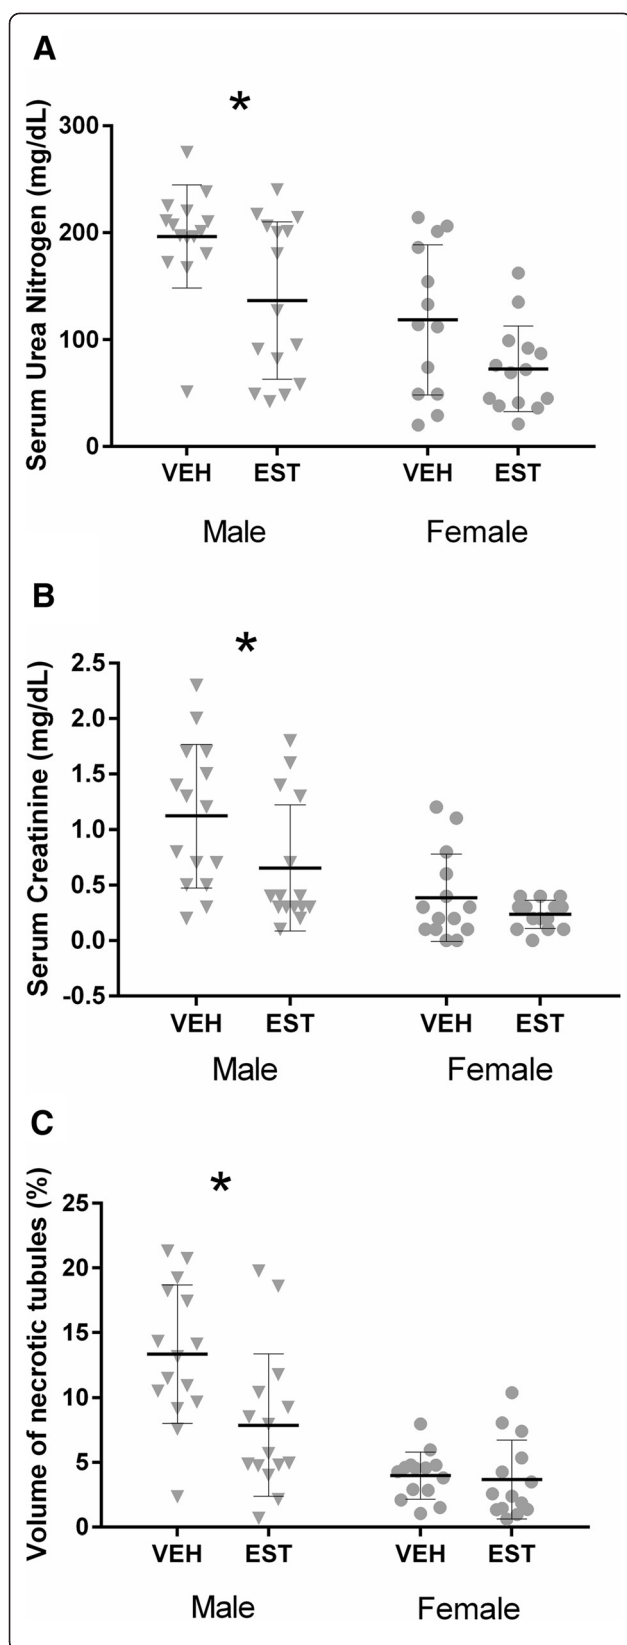 A
*
Serum Urea Nitrogen (mg/dL)
300
200
100
0
VEH EST VEH EST
Male Female
B
*
Serum Creatinine (mg/dL)
2.5
2.0
1.5
1.0
0.5
0.0
-0.5
VEH EST VEH EST
Male Female
C
*
Volume of necrotic tubules (%)
25
20
15
10
5
0
VEH EST VEH EST
Male Female